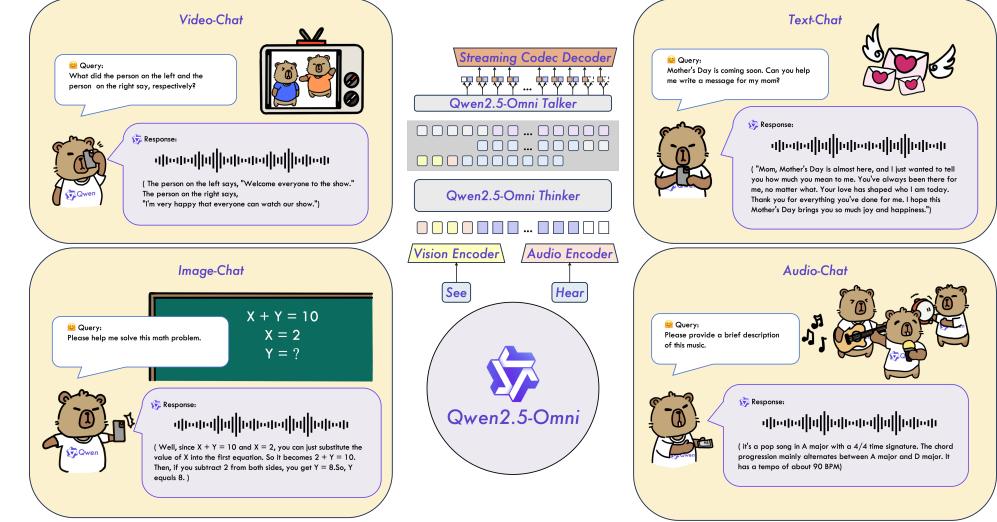 Video-Chat
Query:
What did the person on the left and the
person on the right say, respectively?
Response:
( The person on the left says, "Welcome everyone to the show."
The person on the right says,
"I'm very happy that everyone can watch our show.")
Qwen
Streaming Codec Decoder
...
Qwen2.5-Omni Talker
...
...
Qwen2.5-Omni Thinker
...
Vision Encoder
Audio Encoder
See
Hear
Qwen2.5-Omni
Text-Chat
Query:
Mother's Day is coming soon. Can you help
me write a message for my mom?
Response:
( "Mom, Mother's Day is almost here, and I just wanted to tell
you how much you mean to me. You've always been there for
me, no matter what. Your love has shaped who I am today.
Thank you for everything you've done for me. I hope this
Mother's Day brings you so much joy and happiness.")
Image-Chat
X + Y = 10
X = 2
Y = ?
Query:
Please help me solve this math problem.
Response:
( Well, since X + Y = 10 and X = 2, you can just substitute the
value of X into the first equation. So it becomes 2 + Y = 10.
Then, if you subtract 2 from both sides, you get Y = 8.So, Y
equals 8. )
Qwen
Audio-Chat
Query:
Please provide a brief description
of this music.
Response:
( It's a pop song in A major with a 4/4 time signature. The chord
progression mainly alternates between A major and D major. It
has a tempo of about 90 BPM)